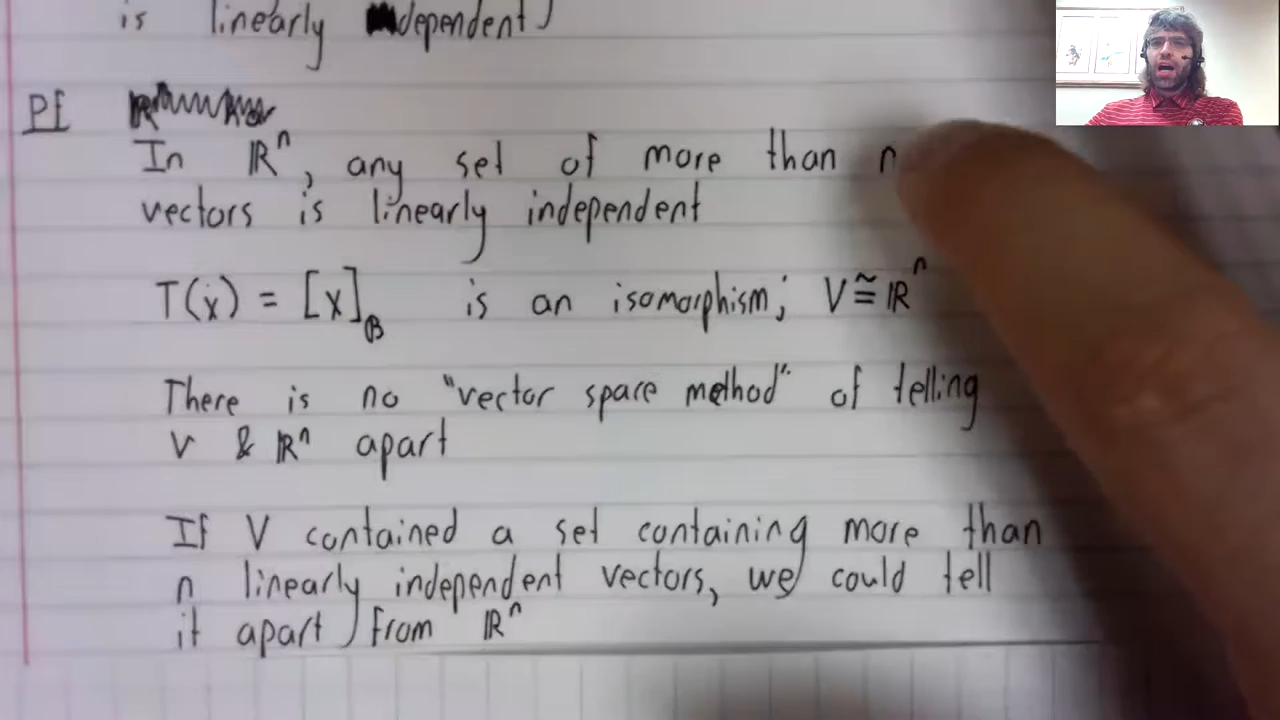 is linearly dependent)
Pf
In ℝⁿ, any set of more than n
vectors is linearly independent
T(x) = [x]_β is an isomorphism; V ≅ ℝⁿ
There is no "vector space method" of telling
V & ℝⁿ apart
If V contained a set containing more than
n linearly independent vectors, we could tell
it apart from ℝⁿ